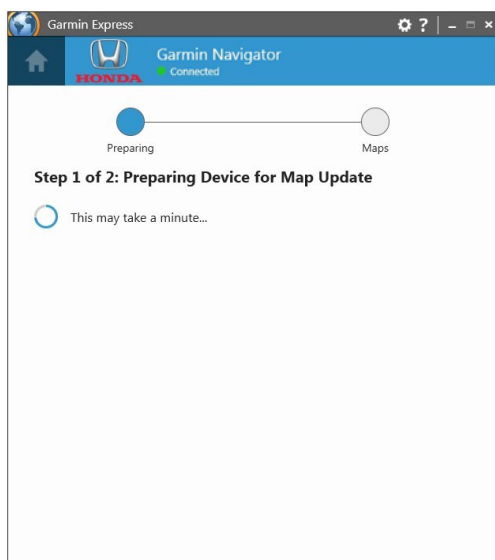 Garmin Express
?
HONDA
Garmin Navigator
Connected
Preparing
Maps
Step 1 of 2: Preparing Device for Map Update
This may take a minute...